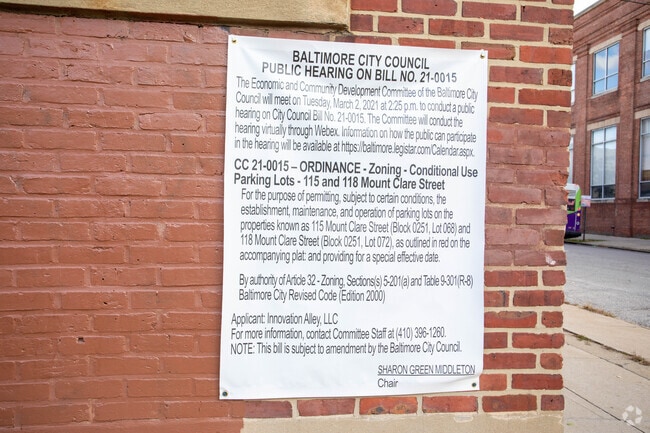 BALTIMORE CITY COUNCIL
PUBLIC HEARING ON BILL NO. 21-0015
The Economic and Community Development Committee of the Baltimore City
Council will meet on Tuesday, March 2, 2021 at 2:25 p.m. to conduct a public
hearing on City Council Bill No. 21-0015. The Committee will conduct the
hearing virtually through Webex. Information on how the public can participate
in the hearing will be available at https://baltimore.legistar.com/Calendar.aspx.
CC 21-0015 – ORDINANCE - Zoning - Conditional Use
Parking Lots - 115 and 118 Mount Clare Street
For the purpose of permitting, subject to certain conditions, the
establishment, maintenance, and operation of parking lots on the
properties known as 115 Mount Clare Street (Block 0251, Lot 068) and
118 Mount Clare Street (Block 0251, Lot 072), as outlined in red on the
accompanying plat: and providing for a special effective date.
By authority of Article 32 - Zoning, Sections(s) 5-201(a) and Table 9-301(R-8)
Baltimore City Revised Code (Edition 2000)
Applicant: Innovation Alley, LLC
For more information, contact Committee Staff at (410) 396-1260.
NOTE: This bill is subject to amendment by the Baltimore City Council.
SHARON GREEN MIDDLETON
Chair